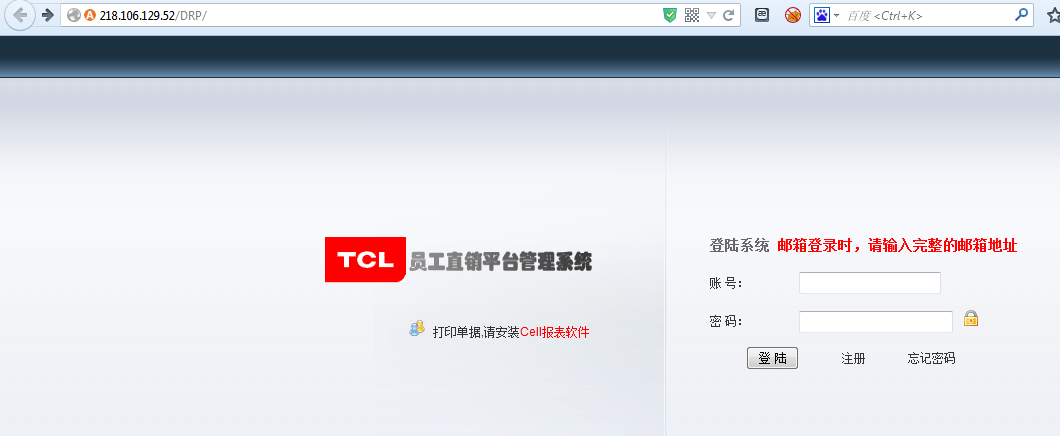 218.106.129.52/DRP/
百度 <Ctrl+K>
登陆系统 邮箱登录时，请输入完整的邮箱地址
TCL 员工直销平台管理系统
账 号：
密 码：
打印单据,请安装Cell报表软件
登 陆 注册 忘记密码